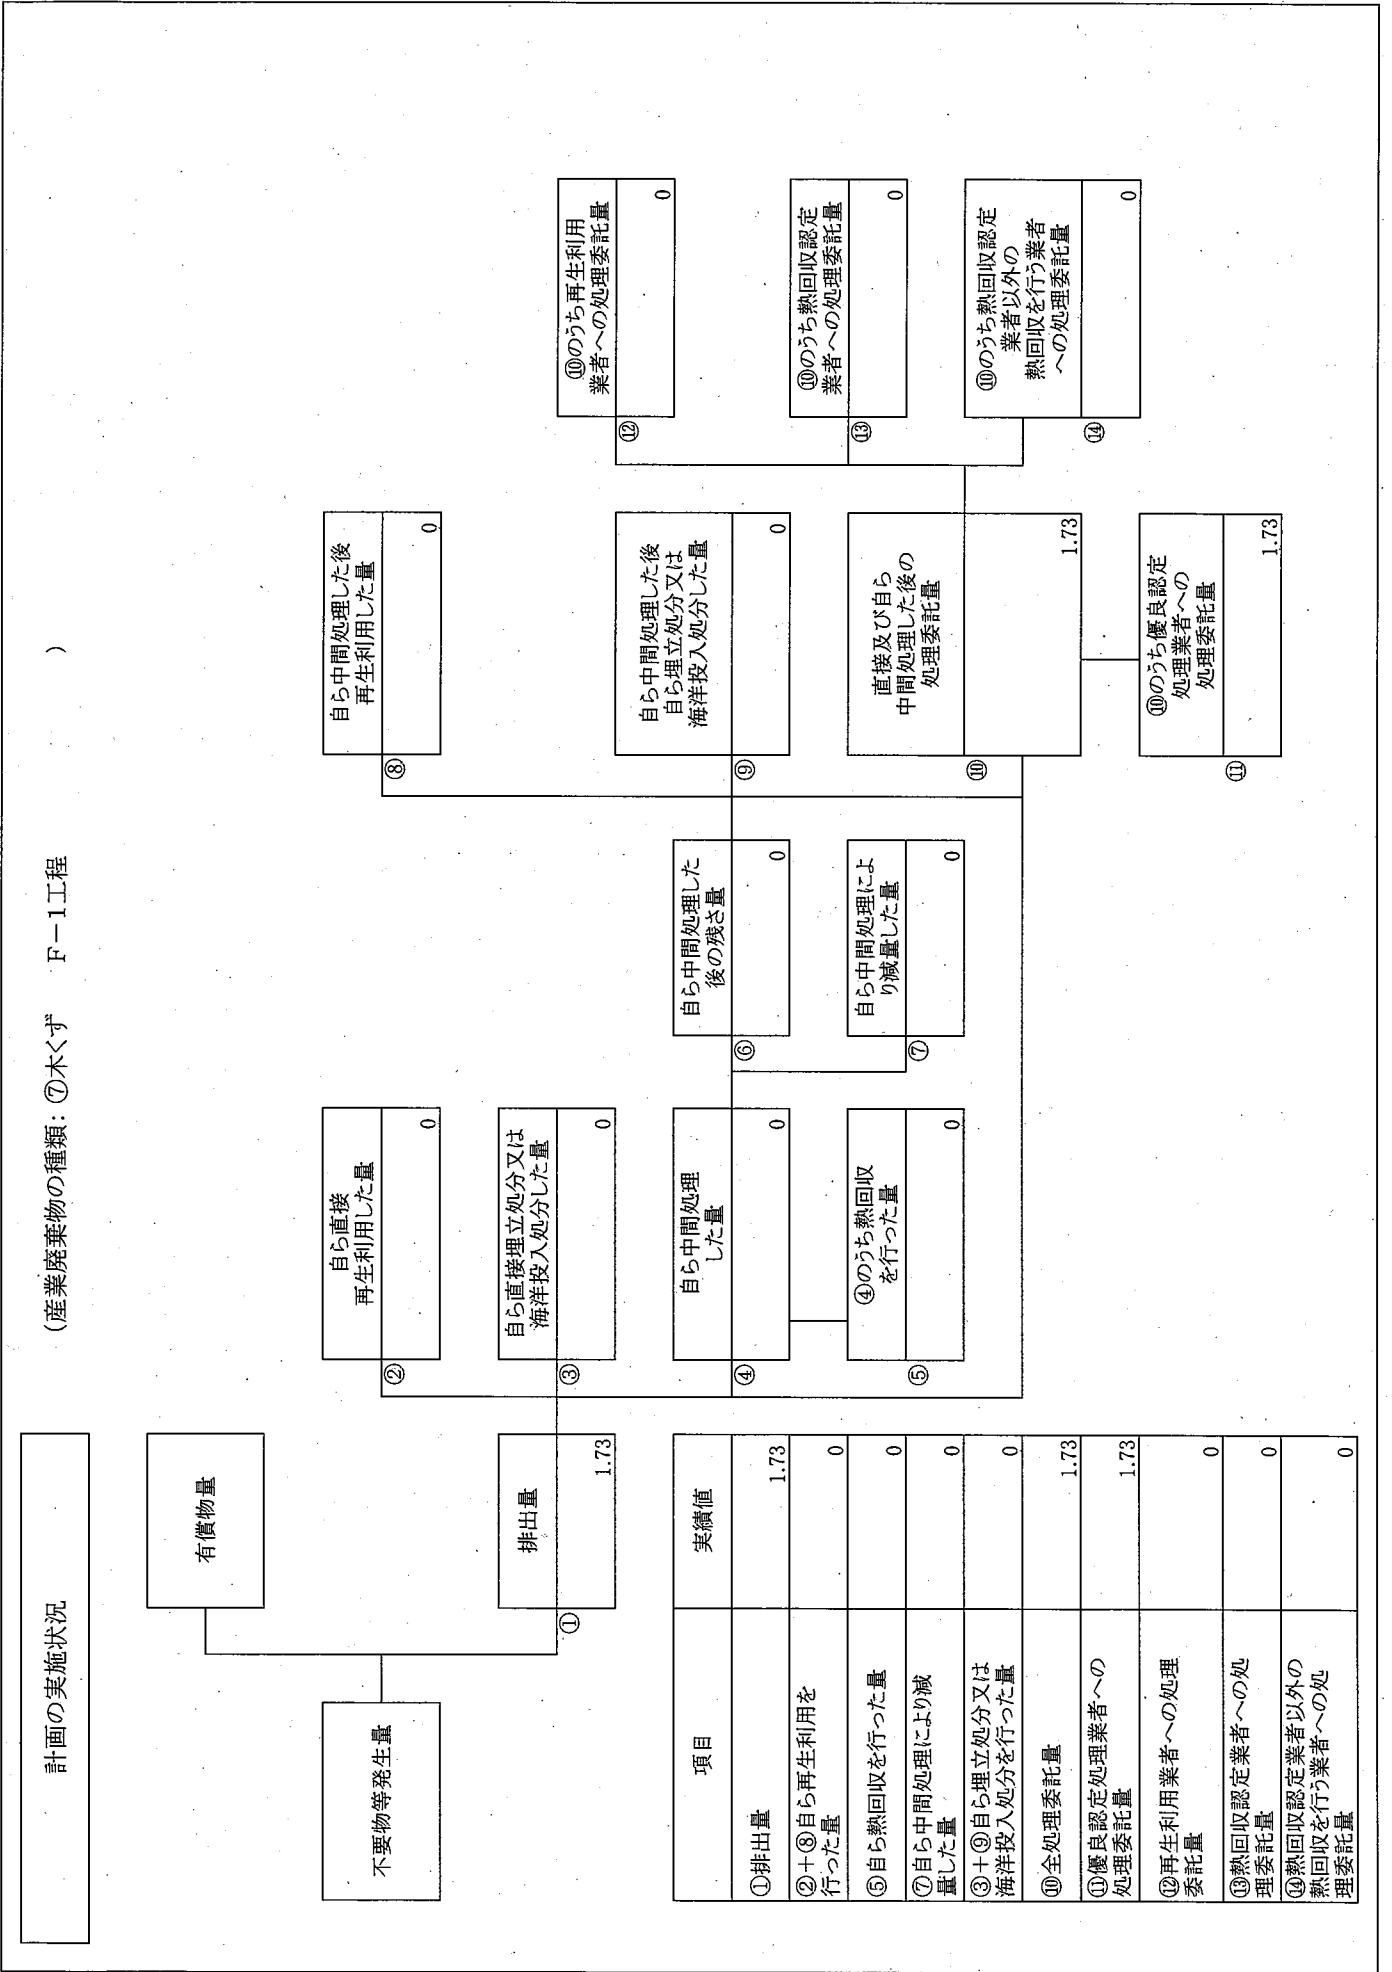 計画の実施状況
(産業廃棄物の種類：⑦木くず　F－1工程　)
有償物量
不要物等発生量
①
排出量
1.73
②
自ら直接
再生利用した量
0
③
自ら直接埋立処分又は
海洋投入処分した量
0
④
自ら中間処理
した量
0
⑤
④のうち熱回収
を行った量
0
⑥
自ら中間処理した
後の残さ量
0
⑦
自ら中間処理によ
り減量した量
0
⑧
自ら中間処理した後
再生利用した量
0
⑨
自ら中間処理した後
自ら埋立処分又は
海洋投入処分した量
0
⑩
直接及び自ら
中間処理した後の
処理委託量
1.73
⑪
⑩のうち優良認定
処理業者への
処理委託量
1.73
⑫
⑩のうち再生利用
業者への処理委託量
0
⑬
⑩のうち熱回収認定
業者への処理委託量
0
⑭
⑩のうち熱回収認定
業者以外の
熱回収を行う業者
への処理委託量
0
項目　実績値
①排出量　1.73
②＋⑧自ら再生利用を
行った量　0
⑤自ら熱回収を行った量　0
⑦自ら中間処理により減
量した量　0
③＋⑨自ら埋立処分又は
海洋投入処分を行った量　0
⑩全処理委託量　1.73
⑪優良認定処理業者への
処理委託量　1.73
⑫再生利用業者への処理
委託量　0
⑬熱回収認定業者への処
理委託量　0
⑭熱回収認定業者以外の
熱回収を行う業者への処
理委託量　0